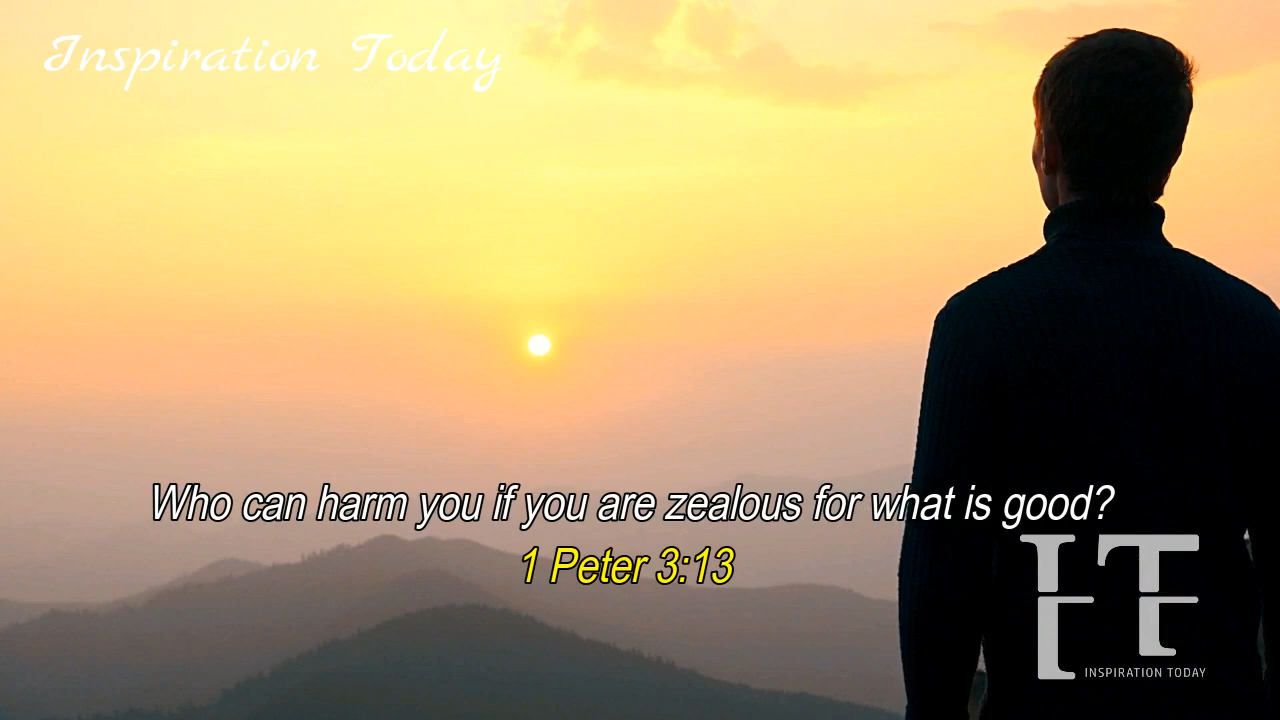 Inspiration Today
Who can harm you if you are zealous for what is good?
1 Peter 3:13
IT
INSPIRATION TODAY